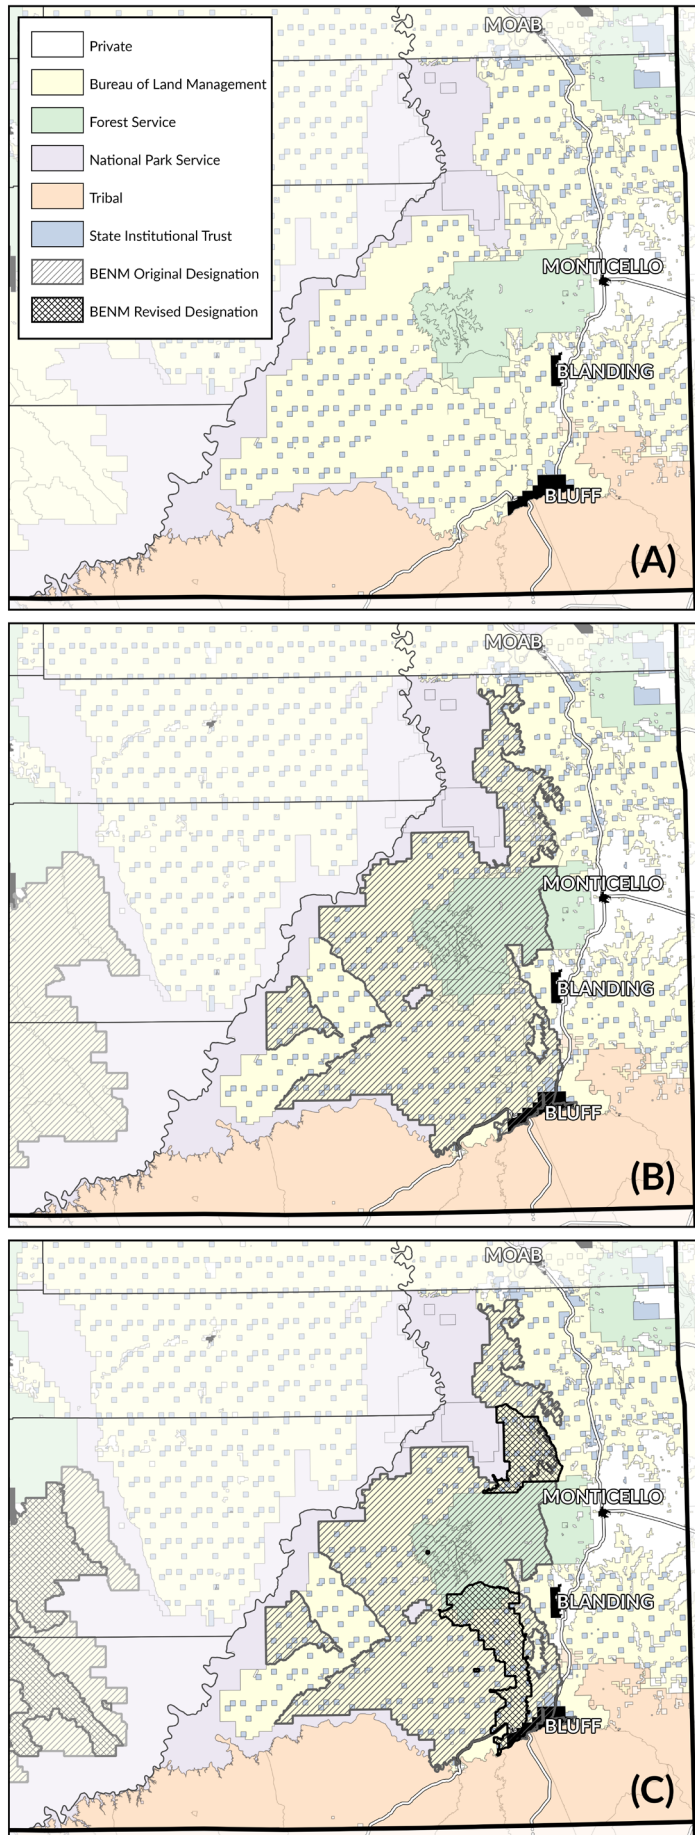 MOAB
Private
Bureau of Land Management
Forest Service
National Park Service
Tribal
State Institutional Trust
BENM Original Designation
BENM Revised Designation
MONTICELLO
BLANDING
BLUFF
(A)
MOAB
MONTICELLO
BLANDING
BLUFF
(B)
MOAB
MONTICELLO
BLANDING
BLUFF
(C)